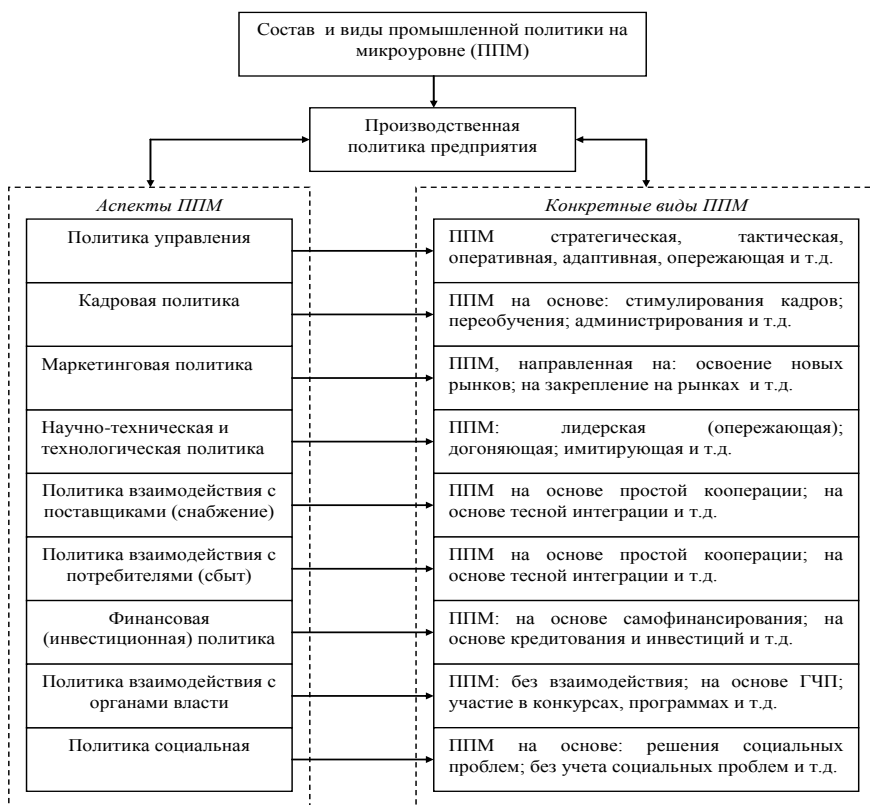 Состав и виды промышленной политики на
микроуровне (ППМ)
Производственная
политика предприятия
Аспекты ППМ
Политика управления
Кадровая политика
Маркетинговая политика
Научно-техническая и
технологическая политика
Политика взаимодействия с
поставщиками (снабжение)
Политика взаимодействия с
потребителями (сбыт)
Финансовая
(инвестиционная) политика
Политика взаимодействия с
органами власти
Политика социальная
Конкретные виды ППМ
ППМ стратегическая, тактическая,
оперативная, адаптивная, опережающая и т.д.
ППМ на основе: стимулирования кадров;
переобучения; администрирования и т.д.
ППМ, направленная на: освоение новых
рынков; на закрепление на рынках и т.д.
ППМ: лидерская (опережающая);
догоняющая; имитирующая и т.д.
ППМ на основе простой кооперации; на
основе тесной интеграции и т.д.
ППМ на основе простой кооперации; на
основе тесной интеграции и т.д.
ППМ: на основе самофинансирования; на
основе кредитования и инвестиций и т.д.
ППМ: без взаимодействия; на основе ГЧП;
участие в конкурсах, программах и т.д.
ППМ на основе: решения социальных
проблем; без учета социальных проблем и т.д.